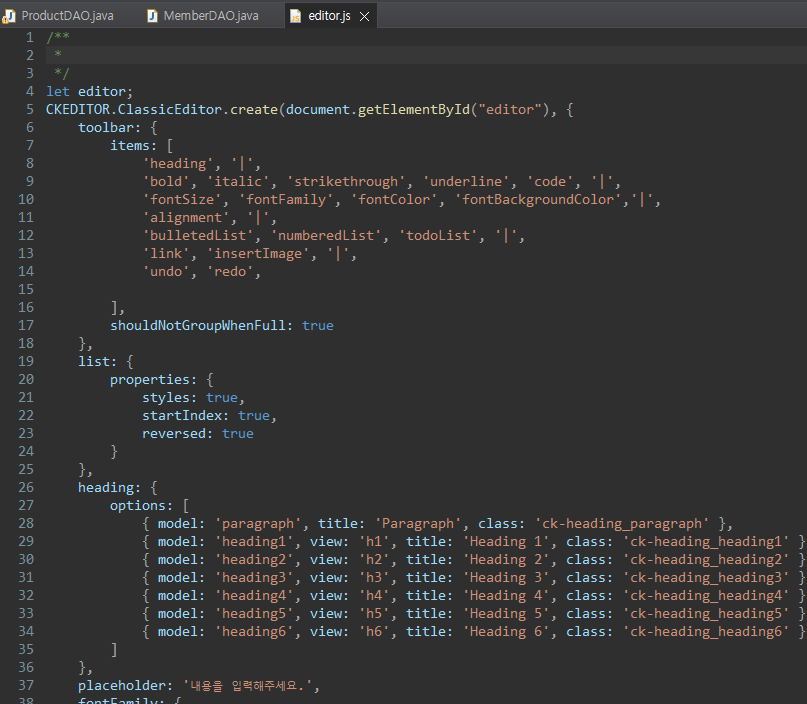 ProductDAO.java MemberDAO.java editor.js
1 /**
2  *
3  */
4 let editor;
5 CKEDITOR.ClassicEditor.create(document.getElementById("editor"), {
6     toolbar: {
7         items: [
8             'heading', '|',
9             'bold', 'italic', 'strikethrough', 'underline', 'code', '|',
10             'fontSize', 'fontFamily', 'fontColor', 'fontBackgroundColor','|',
11             'alignment', '|',
12             'bulletedList', 'numberedList', 'todoList', '|',
13             'link', 'insertImage', '|',
14             'undo', 'redo',
15
16         ],
17         shouldNotGroupWhenFull: true
18     },
19     list: {
20         properties: {
21             styles: true,
22             startIndex: true,
23             reversed: true
24         }
25     },
26     heading: {
27         options: [
28             { model: 'paragraph', title: 'Paragraph', class: 'ck-heading_paragraph' },
29             { model: 'heading1', view: 'h1', title: 'Heading 1', class: 'ck-heading_heading1' }
30             { model: 'heading2', view: 'h2', title: 'Heading 2', class: 'ck-heading_heading2' }
31             { model: 'heading3', view: 'h3', title: 'Heading 3', class: 'ck-heading_heading3' }
32             { model: 'heading4', view: 'h4', title: 'Heading 4', class: 'ck-heading_heading4' }
33             { model: 'heading5', view: 'h5', title: 'Heading 5', class: 'ck-heading_heading5' }
34             { model: 'heading6', view: 'h6', title: 'Heading 6', class: 'ck-heading_heading6' }
35         ]
36     },
37     placeholder: '내용을 입력해주세요.',
38     fontFamily: {